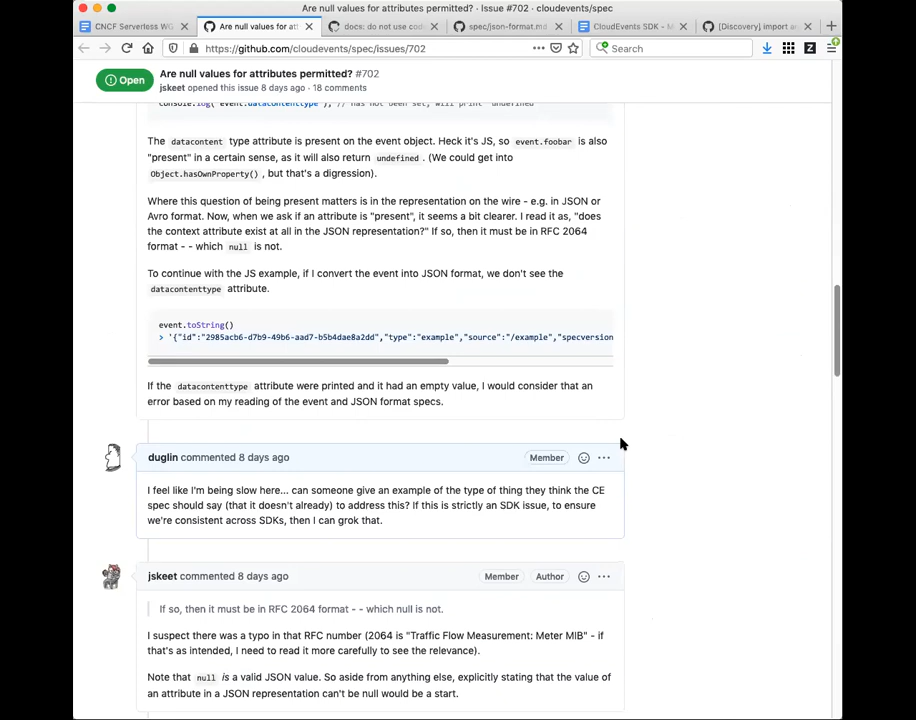 Are null values for attributes permitted? · Issue #702 · cloudevents/spec
CNCF Serverless WG
Are null values for attributes per
docs: do not use cod
spec/json-format.md
CloudEvents SDK - M
[Discovery] import a
https://github.com/cloudevents/spec/issues/702
Search
Open
Are null values for attributes permitted? #702
jskeet opened this issue 8 days ago · 18 comments
console.log( event.datacontenttype ); // has not been set, will print 'undefined'
The datacontent type attribute is present on the event object. Heck it's JS, so event.foobar is also
"present" in a certain sense, as it will also return undefined . (We could get into
Object.hasOwnProperty() , but that's a digression).
Where this question of being present matters is in the representation on the wire - e.g. in JSON or
Avro format. Now, when we ask if an attribute is "present", it seems a bit clearer. I read it as, "does
the context attribute exist at all in the JSON representation?" If so, then it must be in RFC 2064
format - - which null is not.
To continue with the JS example, if I convert the event into JSON format, we don't see the
datacontenttype attribute.
event.toString()
> '{"id":"2985acb6-d7b9-49b6-aad7-b5b4dae8a2dd","type":"example","source":"/example","specversion
If the datacontenttype attribute were printed and it had an empty value, I would consider that an
error based on my reading of the event and JSON format specs.
duglin commented 8 days ago
Member
I feel like I'm being slow here... can someone give an example of the type of thing they think the CE
spec should say (that it doesn't already) to address this? If this is strictly an SDK issue, to ensure
we're consistent across SDKs, then I can grok that.
jskeet commented 8 days ago
Member Author
If so, then it must be in RFC 2064 format - - which null is not.
I suspect there was a typo in that RFC number (2064 is "Traffic Flow Measurement: Meter MIB" - if
that's as intended, I need to read it more carefully to see the relevance).
Note that null is a valid JSON value. So aside from anything else, explicitly stating that the value of
an attribute in a JSON representation can't be null would be a start.